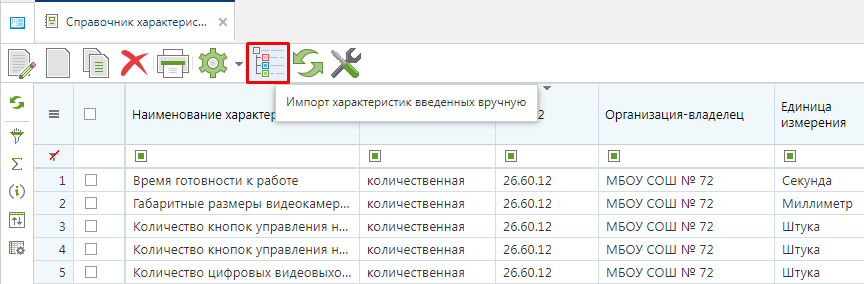 Справочник характерис...
Импорт характеристик введенных вручную
Наименование характер
2
Организация-владелец
Единица
измерения
1 Время готовности к работе количественная 26.60.12 МБОУ СОШ № 72 Секунда
2 Габаритные размеры видеокамер... количественная 26.60.12 МБОУ СОШ № 72 Миллиметр
3 Количество кнопок управления н... количественная 26.60.12 МБОУ СОШ № 72 Штука
4 Количество кнопок управления н... количественная 26.60.12 МБОУ СОШ № 72 Штука
5 Количество цифровых видеовыхо... количественная 26.60.12 МБОУ СОШ № 72 Штука